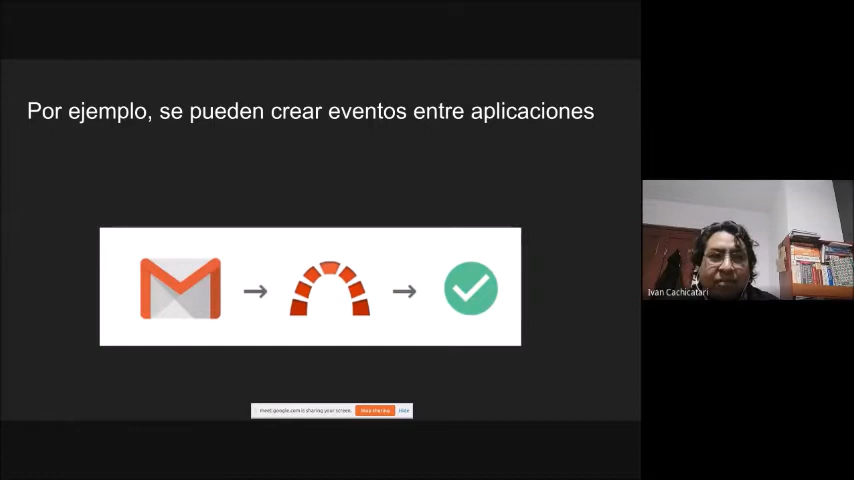 Por ejemplo, se pueden crear eventos entre aplicaciones
Ivan Cachicatari
meet.google.com is sharing your screen.
Stop sharing
Hide